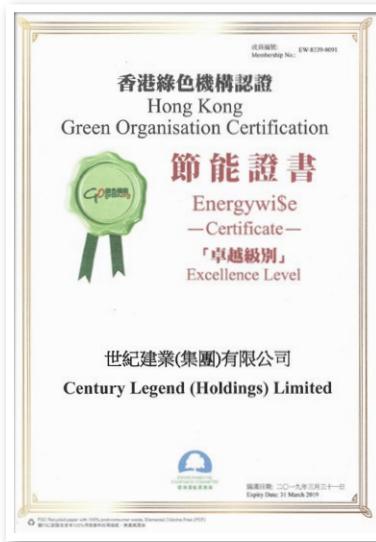 成員編號:
Membership No.: EW-8239-8091
香港綠色機構認證
Hong Kong
Green Organisation Certification
節能證書
Energywi$e
—Certificate—
「卓越級別」
Excellence Level
世紀建業(集團)有限公司
Century Legend (Holdings) Limited
屆滿日期: 二〇一九年三月三十一日
Expiry Date: 31 March 2019